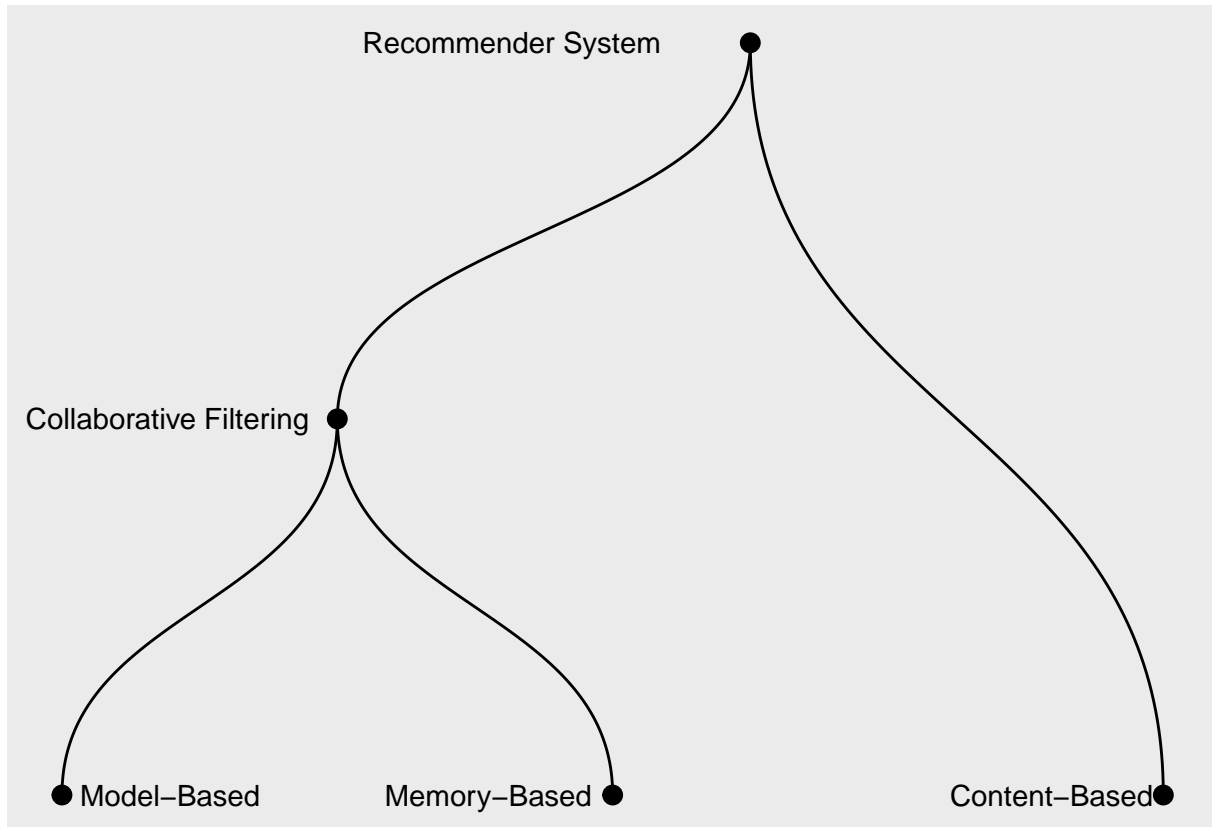 Recommender System
Collaborative Filtering
Model−Based
Memory−Based
Content−Based